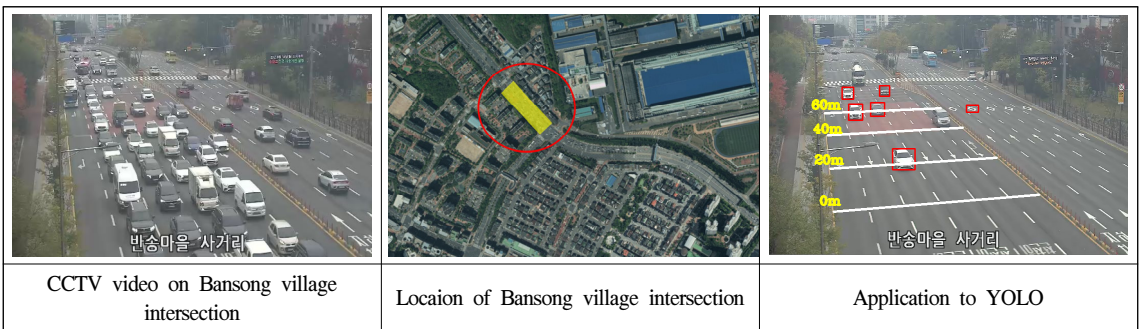 반송마을 사거리
60m
40m
20m
0m
반송마을 사거리
CCTV video on Bansong village
intersection
Locaion of Bansong village intersection
Application to YOLO